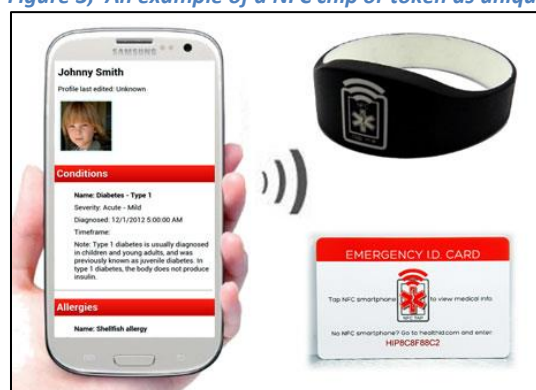 Figure 3) An example of a NFC chip or token as uniqu
SAMSUNG
Johnny Smith
Profile last edited: Unknown
Conditions
Name: Diabetes - Type 1
Severity: Acute - Mild
Diagnosed: 12/1/2012 5:00:00 AM
Timeframe:
Note: Type 1 diabetes is usually diagnosed
in children and young adults, and was
previously known as juvenile diabetes. In
type 1 diabetes, the body does not produce
insulin.
Allergies
Name: Shellfish allergy
EMERGENCY I.D. CARD
Tap NFC smartphone to view medical info
NFC TAP
No NFC smartphone? Go to healthid.com and enter:
HIP8C8F88C2